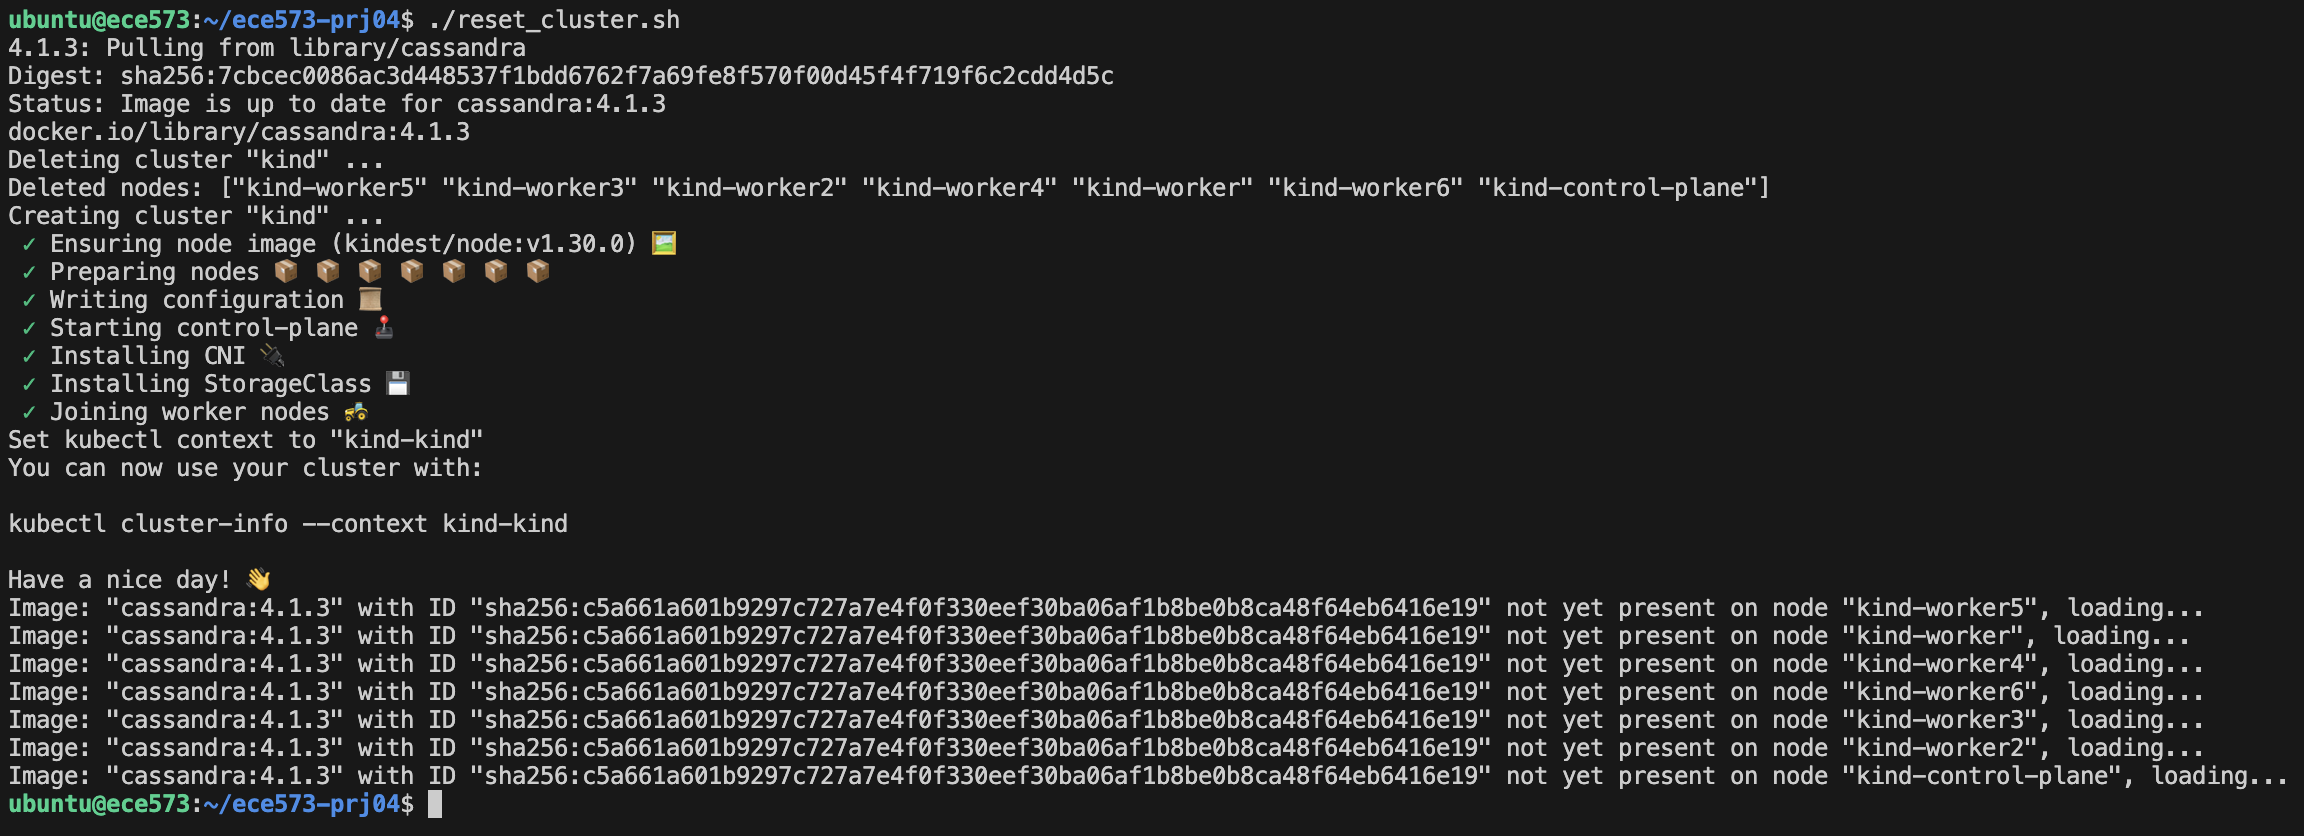 ubuntu@ece573:~/ece573-prj04$ ./reset_cluster.sh
4.1.3: Pulling from library/cassandra
Digest: sha256:7cbcec0086ac3d448537f1bdd6762f7a69fe8f570f00d45f4f719f6c2cdd4d5c
Status: Image is up to date for cassandra:4.1.3
docker.io/library/cassandra:4.1.3
Deleting cluster "kind" ...
Deleted nodes: ["kind-worker5" "kind-worker3" "kind-worker2" "kind-worker4" "kind-worker" "kind-worker6" "kind-control-plane"]
Creating cluster "kind" ...
✓ Ensuring node image (kindest/node:v1.30.0) 🖼
✓ Preparing nodes 📦 📦 📦 📦 📦 📦 📦
✓ Writing configuration 📜
✓ Starting control-plane 🕹
✓ Installing CNI 🔌
✓ Installing StorageClass 💾
✓ Joining worker nodes 🚜
Set kubectl context to "kind-kind"
You can now use your cluster with:
kubectl cluster-info --context kind-kind
Have a nice day! 👋
Image: "cassandra:4.1.3" with ID "sha256:c5a661a601b9297c727a7e4f0f330eef30ba06af1b8be0b8ca48f64eb6416e19" not yet present on node "kind-worker5", loading...
Image: "cassandra:4.1.3" with ID "sha256:c5a661a601b9297c727a7e4f0f330eef30ba06af1b8be0b8ca48f64eb6416e19" not yet present on node "kind-worker", loading...
Image: "cassandra:4.1.3" with ID "sha256:c5a661a601b9297c727a7e4f0f330eef30ba06af1b8be0b8ca48f64eb6416e19" not yet present on node "kind-worker4", loading...
Image: "cassandra:4.1.3" with ID "sha256:c5a661a601b9297c727a7e4f0f330eef30ba06af1b8be0b8ca48f64eb6416e19" not yet present on node "kind-worker6", loading...
Image: "cassandra:4.1.3" with ID "sha256:c5a661a601b9297c727a7e4f0f330eef30ba06af1b8be0b8ca48f64eb6416e19" not yet present on node "kind-worker3", loading...
Image: "cassandra:4.1.3" with ID "sha256:c5a661a601b9297c727a7e4f0f330eef30ba06af1b8be0b8ca48f64eb6416e19" not yet present on node "kind-worker2", loading...
Image: "cassandra:4.1.3" with ID "sha256:c5a661a601b9297c727a7e4f0f330eef30ba06af1b8be0b8ca48f64eb6416e19" not yet present on node "kind-control-plane", loading...
ubuntu@ece573:~/ece573-prj04$